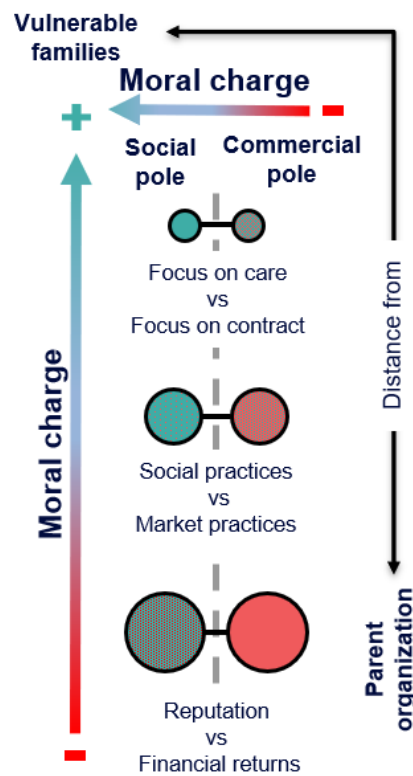 Vulnerable
families
Moral charge
+
-
Social
pole
Commercial
pole
Focus on care
vs
Focus on contract
Moral charge
Distance from
Social practices
vs
Market practices
Parent
organization
Reputation
vs
Financial returns
-